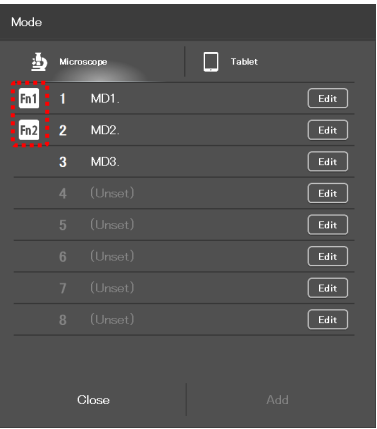 Mode
Microscope Tablet
Fn1 1 MD1. Edit
Fn2 2 MD2. Edit
3 MD3. Edit
4 (Unset) Edit
5 (Unset) Edit
6 (Unset) Edit
7 (Unset) Edit
8 (Unset) Edit
Close Add